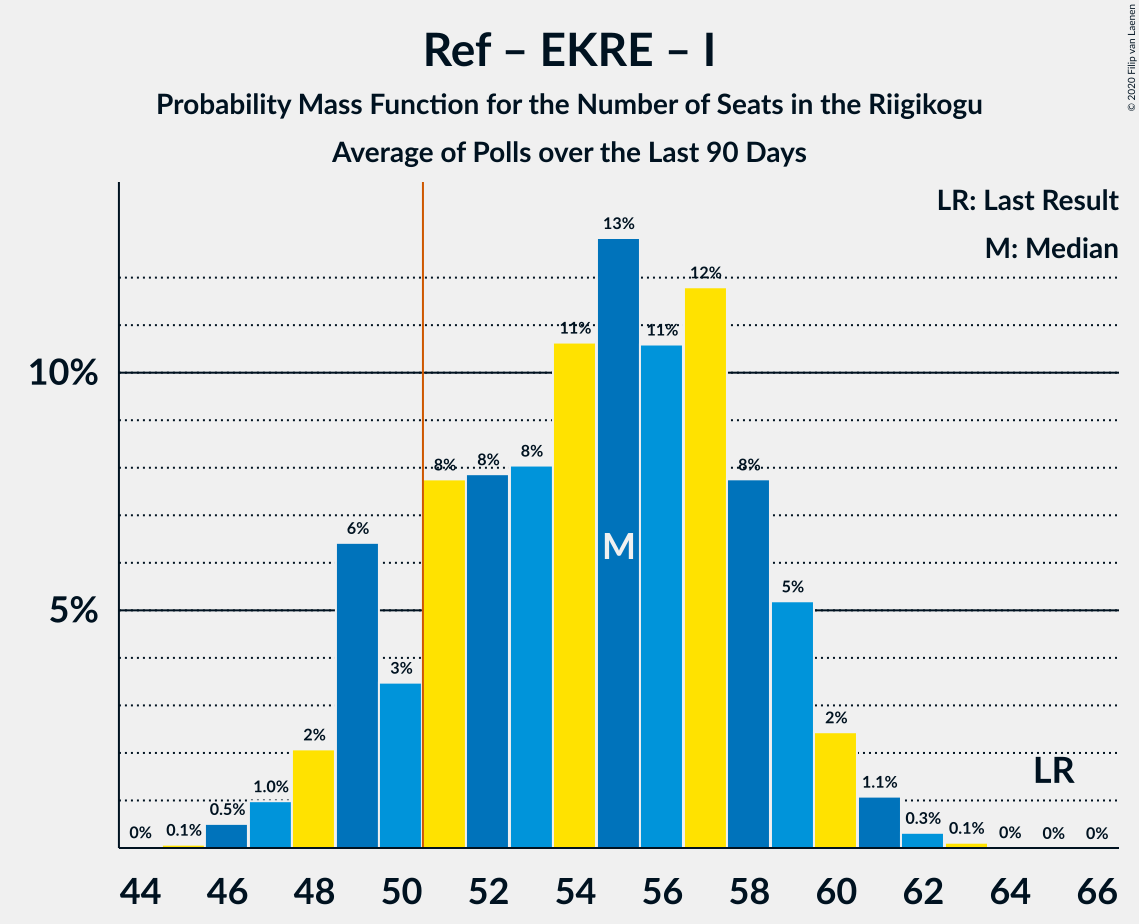 Ref – EKRE – I
Probability Mass Function for the Number of Seats in the Riigikogu
Average of Polls over the Last 90 Days
© 2020 Filip van Laenen
LR: Last Result
M: Median
10%
5%
0%
0.1%
0.5%
1.0%
2%
6%
3%
8%
8%
8%
11%
13%
11%
12%
8%
5%
2%
1.1%
0.3%
0.1%
0%
0%
0%
M
LR
44 46 48 50 52 54 56 58 60 62 64 66